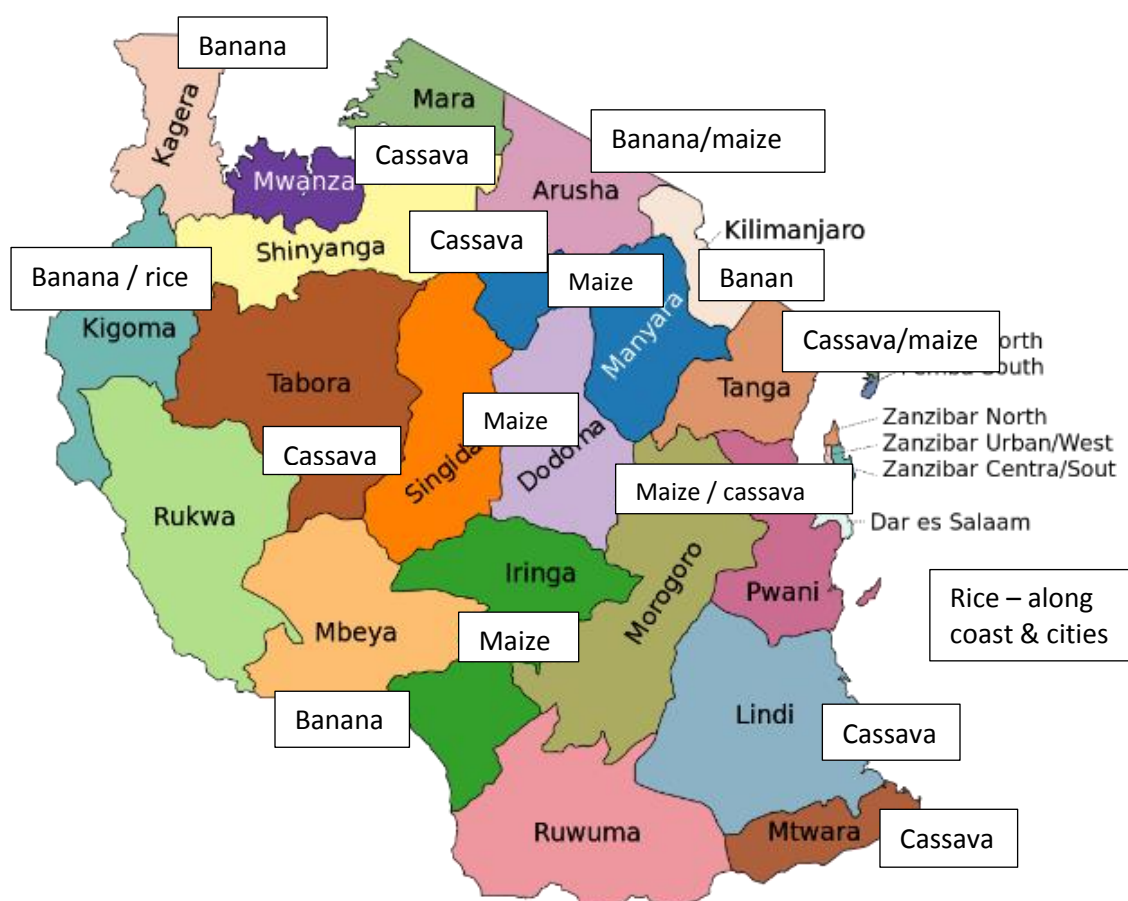 Banana
Kagera
Mara
Cassava
Banana/maize
Mwanza
Arusha
Shinyanga
Cassava
Kilimanjaro
Banana / rice
Maize
Banan
Kigoma
Manyara
Cassava/maize
orth
South
Tabora
Tanga
Maize
Zanzibar North
Zanzibar Urban/West
Zanzibar Centra/Sout
Cassava
Singida
Dodoma
Maize / cassava
Rukwa
Dar es Salaam
Iringa
Morogoro
Pwani
Rice – along
coast & cities
Mbeya
Maize
Banana
Lindi
Cassava
Ruwuma
Mtwara
Cassava